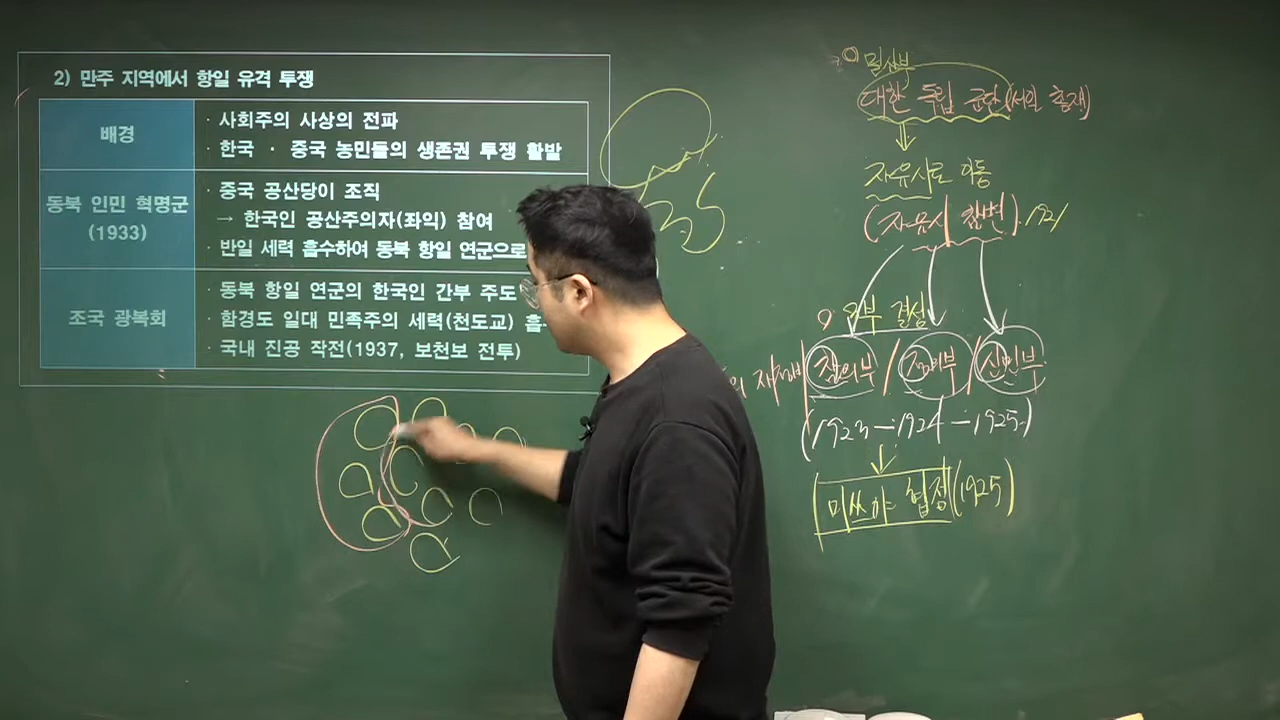 2) 만주 지역에서 항일 유격 투쟁
배경
· 사회주의 사상의 전파
· 한국 · 중국 농민들의 생존권 투쟁 활발
동북 인민 혁명군
(1933)
· 중국 공산당이 조직
→ 한국인 공산주의자(좌익) 참여
· 반일 세력 흡수하여 동북 항일 연군으로
조국 광복회
· 동북 항일 연군의 한국인 간부 주도
· 함경도 일대 민족주의 세력(천도교)
· 국내 진공 작전(1937, 보천보 전투)
35
밀산부
대한 독립 군단(서일 총재)
자유시로 이동
(자유시 참변) 1921
3부 결성
참의부 / 정의부 / 신민부
(1923 – 1924 – 1925)
미쓰야 협정 (1925)